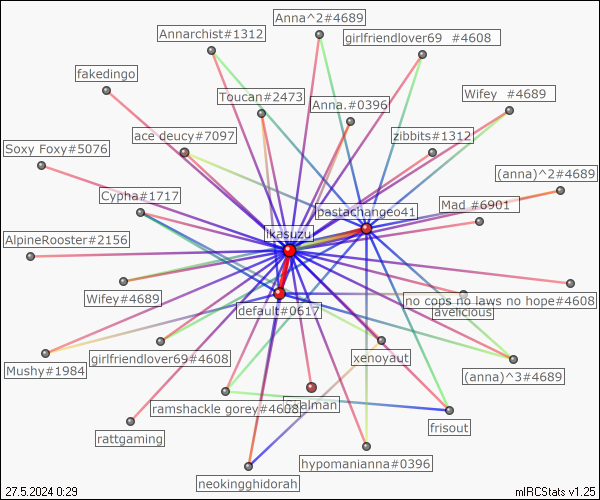 Anna^2#4689
Annarchist#1312
girlfriendlover69 #4608
fakedingo
Toucan#2473
Wifey #4689
Anna.#0396
ace deucy#7097
zibbits#1312
Soxy Foxy#5076
(anna)^2#4689
Cypha#1717
Mad #6901
pastachangeo41
ikasuzu
AlpineRooster#2156
Wifey#4689
no cops no laws no hope#4608
default#0617
avelicious
girlfriendlover69#4608
xenoyaut
Mushy#1984
(anna)^3#4689
ramshackle gorey#4608
alman
frisout
rattgaming
hypomanianna#0396
neokingghidorah
27.5.2024 0:29
mIRCStats v1.25